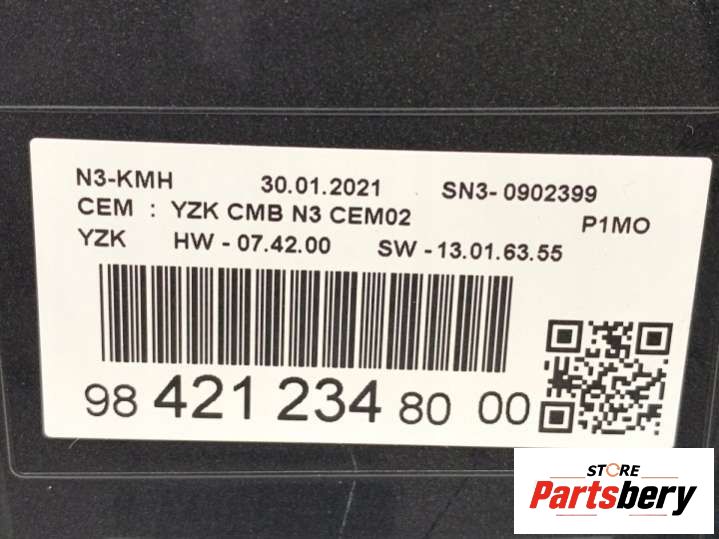 N3-KMH 30.01.2021 SN3-0902399
CEM : YZK CMB N3 CEM02 P1MO
YZK HW - 07.42.00 SW - 13.01.63.55
98 421 234 80 00
STORE
Partsbery